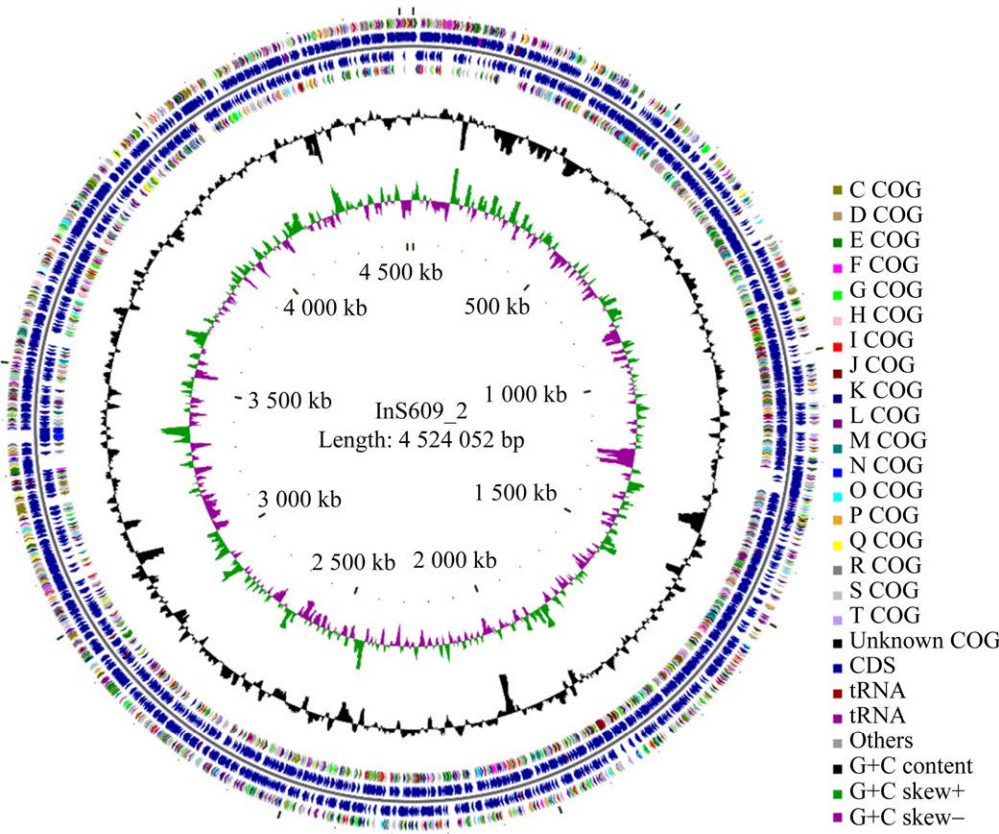 4 500 kb
4 000 kb
500 kb
3 500 kb
1 000 kb
InS609_2
Length: 4 524 052 bp
3 000 kb
1 500 kb
2 500 kb
2 000 kb
C COG
D COG
E COG
F COG
G COG
H COG
I COG
J COG
K COG
L COG
M COG
N COG
O COG
P COG
Q COG
R COG
S COG
T COG
Unknown COG
CDS
tRNA
tRNA
Others
G+C content
G+C skew+
G+C skew−